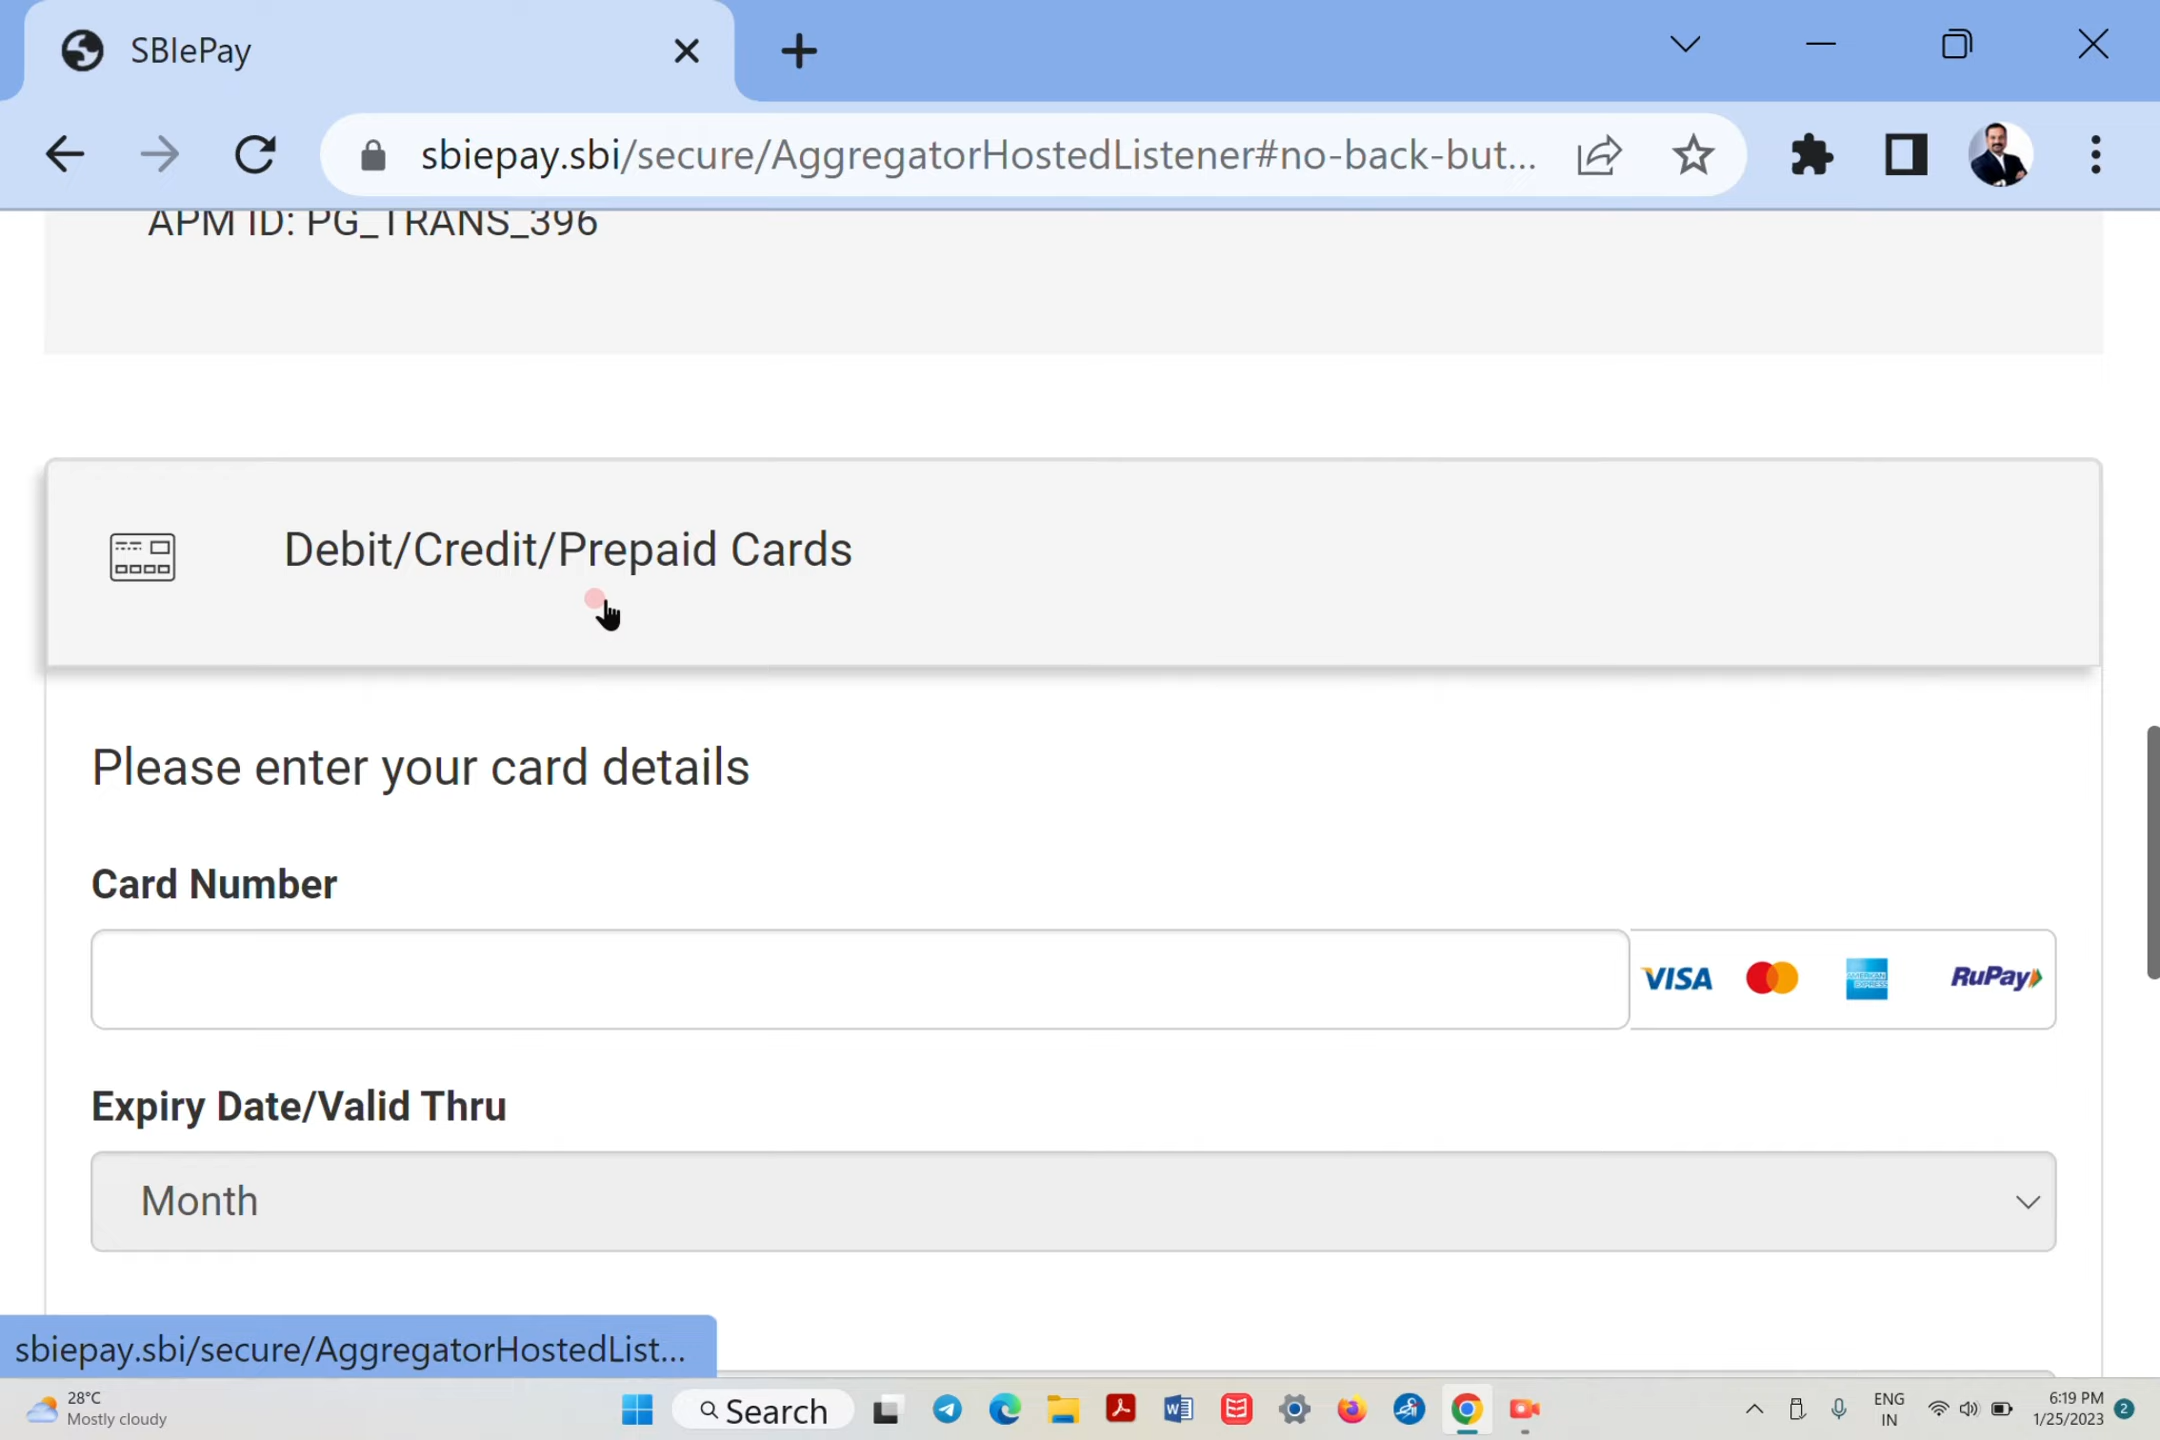 SBIePay
sbiepay.sbi/secure/AggregatorHostedListener#no-back-but...
APM ID: PG_TRANS_396
Debit/Credit/Prepaid Cards
Please enter your card details
Card Number
VISA
AMERICAN EXPRESS
RuPay
Expiry Date/Valid Thru
Month
sbiepay.sbi/secure/AggregatorHostedList...
28°C
Mostly cloudy
Search
ENG
IN
6:19 PM
1/25/2023
2